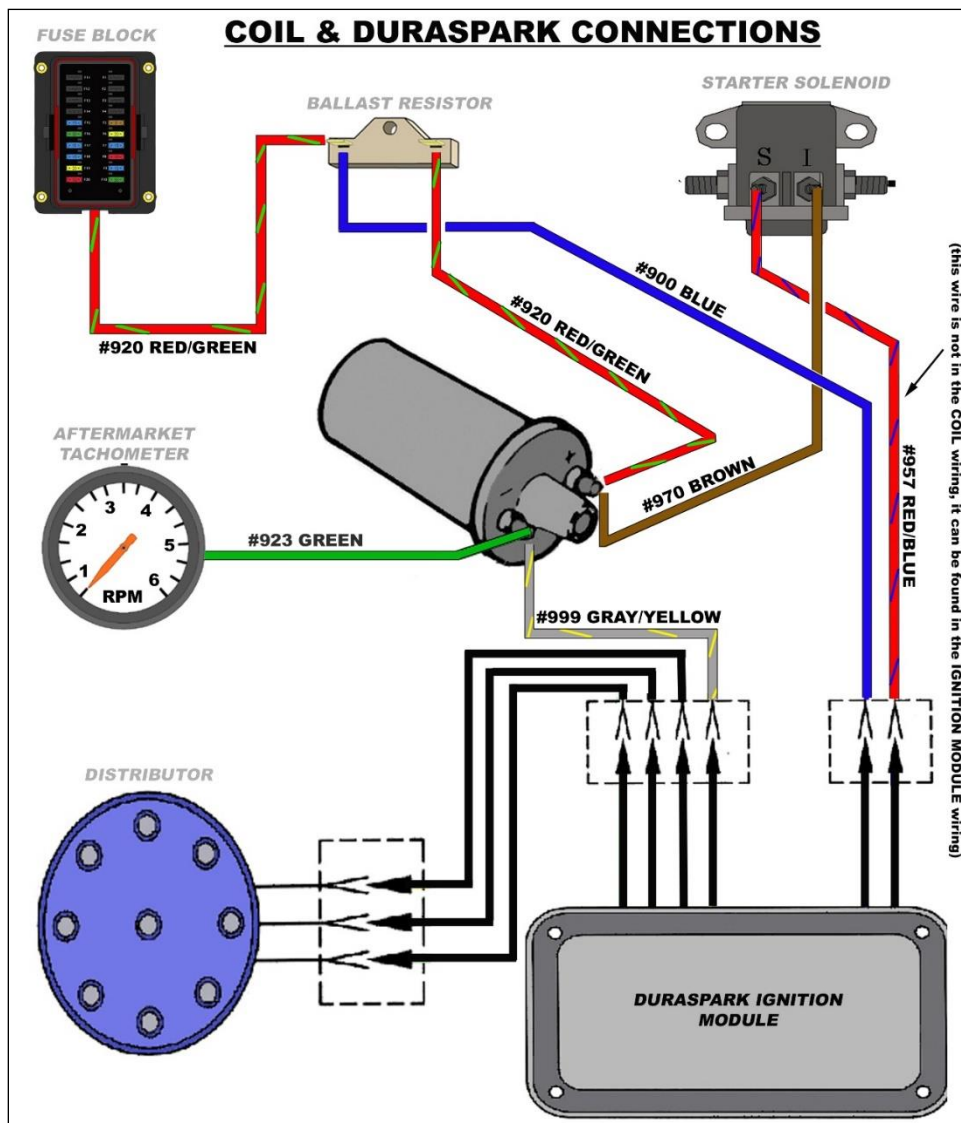 COIL & DURASPARK CONNECTIONS
FUSE BLOCK
BALLAST RESISTOR
STARTER SOLENOID
S I
#920 RED/GREEN
#900 BLUE
#920 RED/GREEN
(this wire is not in the COIL wiring, it can be found in the IGNITION MODULE wiring)
#957 RED/BLUE
#970 BROWN
AFTERMARKET
TACHOMETER
1
2
3
4
5
6
RPM
#923 GREEN
+
-
#999 GRAY/YELLOW
DISTRIBUTOR
DURASPARK IGNITION
MODULE